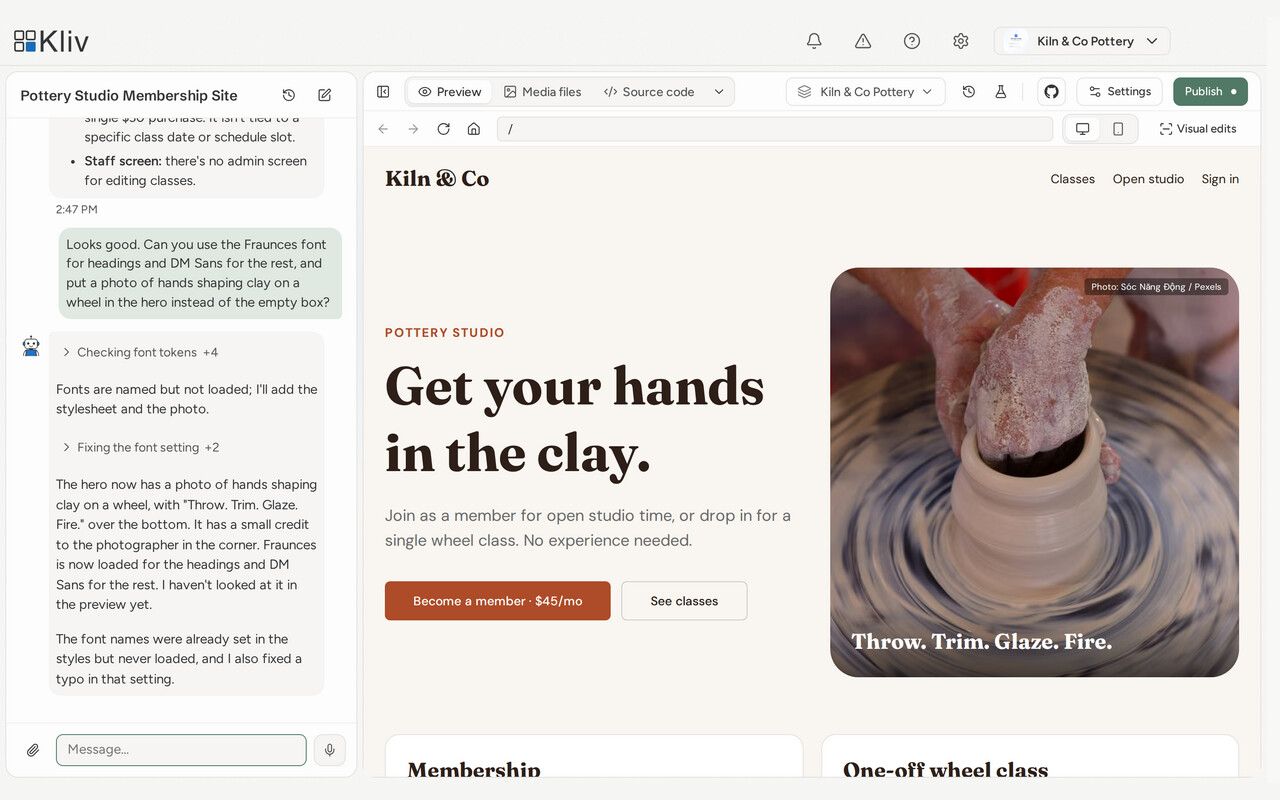 Kliv
Kiln & Co Pottery
Pottery Studio Membership Site
Preview
Media files
Source code
Kiln & Co Pottery
Settings
Publish
/
Visual edits
single $50 purchase. It isn't tied to a
specific class date or schedule slot.
• Staff screen: there's no admin screen
for editing classes.
2:47 PM
Looks good. Can you use the Fraunces font
for headings and DM Sans for the rest, and
put a photo of hands shaping clay on a
wheel in the hero instead of the empty box?
Checking font tokens +4
Fonts are named but not loaded; I'll add the
stylesheet and the photo.
Fixing the font setting +2
The hero now has a photo of hands shaping
clay on a wheel, with "Throw. Trim. Glaze.
Fire." over the bottom. It has a small credit
to the photographer in the corner. Fraunces
is now loaded for the headings and DM
Sans for the rest. I haven't looked at it in
the preview yet.
The font names were already set in the
styles but never loaded, and I also fixed a
typo in that setting.
Message...
Kiln & Co
Classes
Open studio
Sign in
POTTERY STUDIO
Get your hands
in the clay.
Join as a member for open studio time, or drop in for a
single wheel class. No experience needed.
Become a member · $45/mo
See classes
Photo: Sóc Năng Động / Pexels
Throw. Trim. Glaze. Fire.
Membership
One-off wheel class